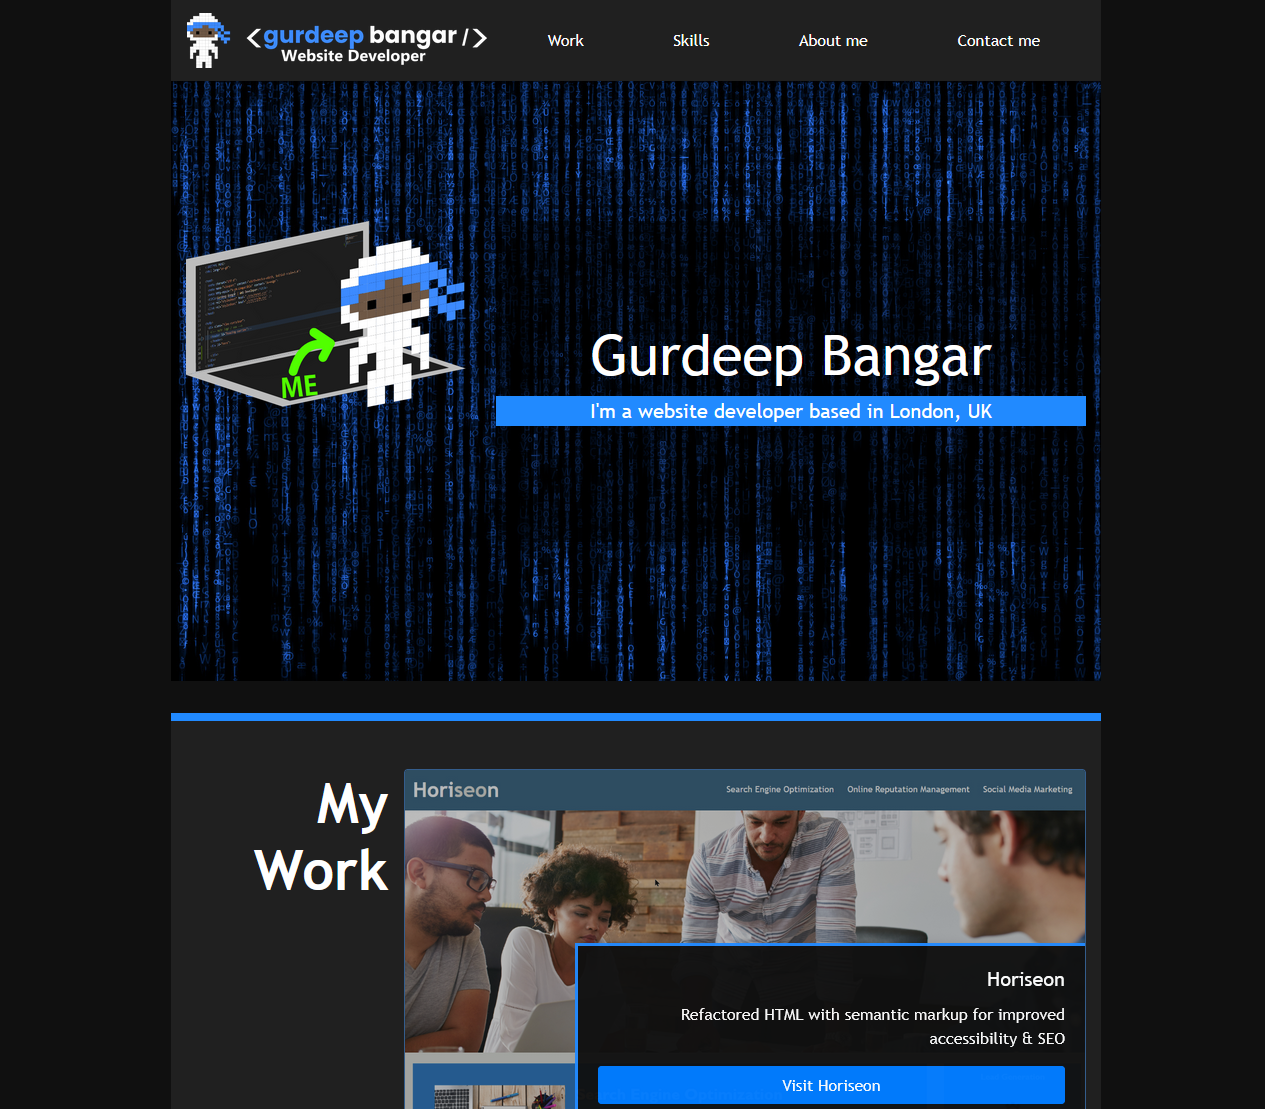 <gurdeep bangar />
Website Developer
Work
Skills
About me
Contact me
ME
Gurdeep Bangar
I'm a website developer based in London, UK
My
Work
Horiseon
Search Engine Optimization
Online Reputation Management
Social Media Marketing
Horiseon
Refactored HTML with semantic markup for improved
accessibility & SEO
Visit Horiseon